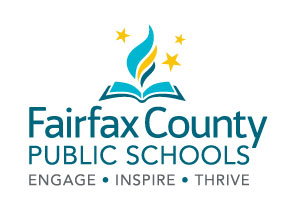 Fairfax County
PUBLIC SCHOOLS
ENGAGE • INSPIRE • THRIVE